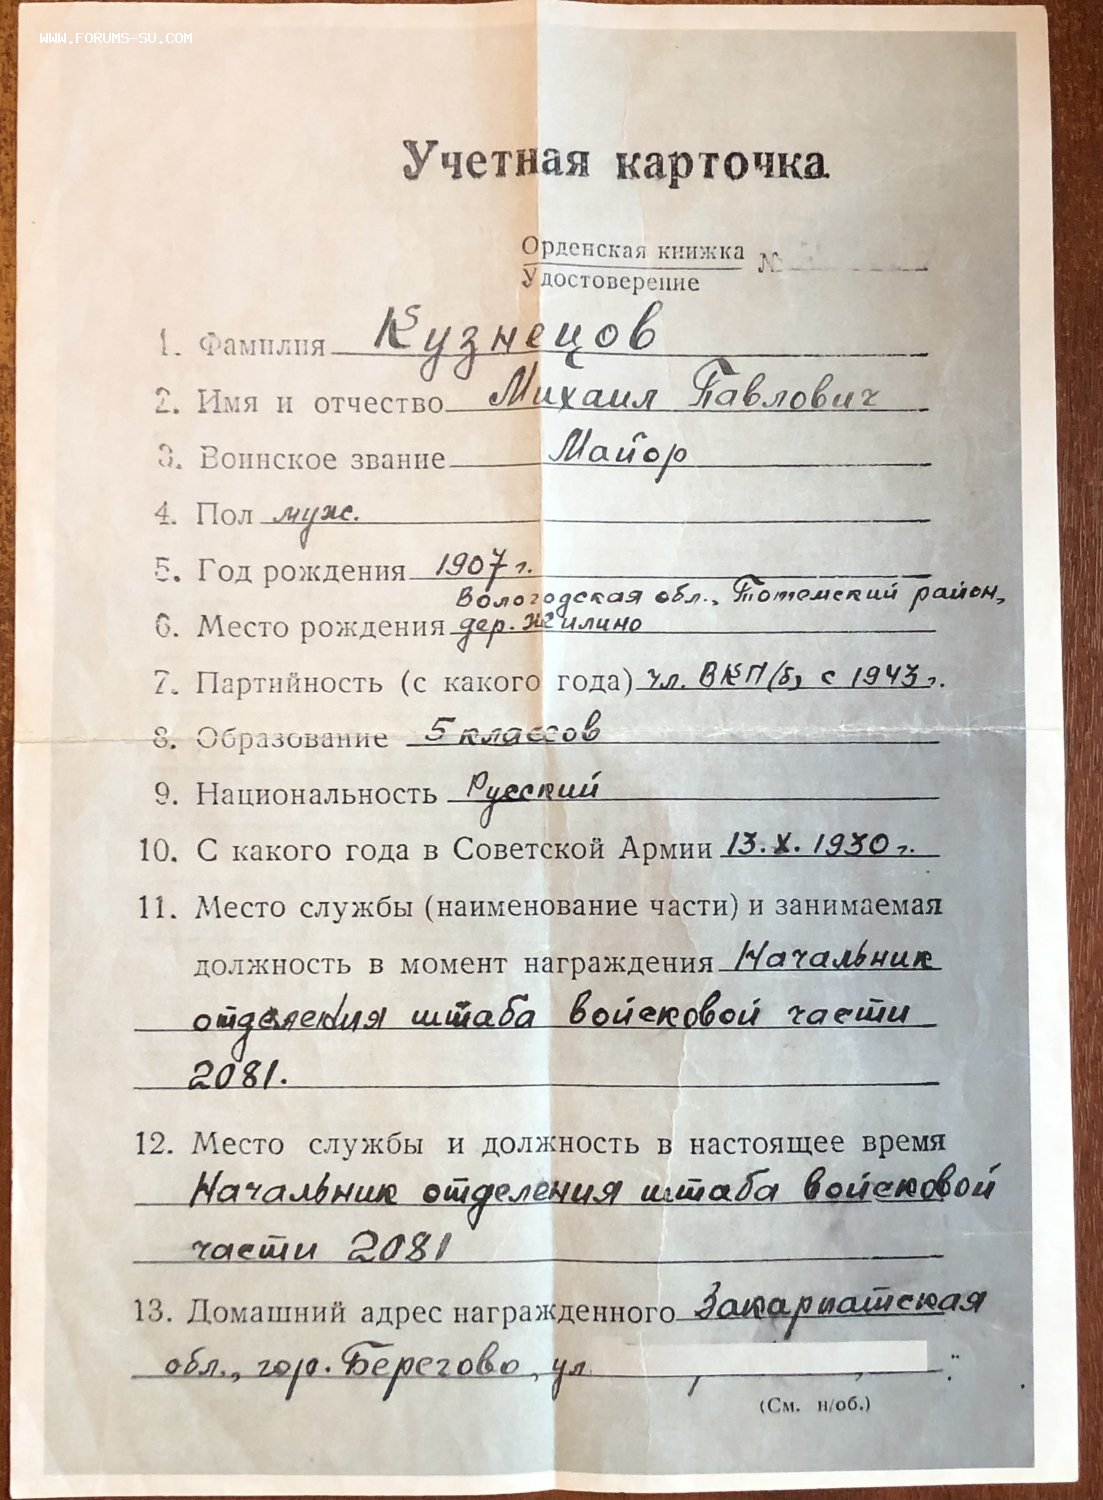 WWW.FORUMS-SU.COM
Учетная карточка
Орденская книжка
Удостоверение
№
1. Фамилия Кузнецов
2. Имя и отчество Михаил Павлович
3. Воинское звание Майор
4. Пол муж.
5. Год рождения 1907 г.
Вологодская обл., Тотемский район,
6. Место рождения дер. Жилино
7. Партийность (с какого года) чл. ВКП(б) с 1943 г.
8. Образование 5 классов
9. Национальность Русский
10. С какого года в Советской Армии 13.X.1930 г.
11. Место службы (наименование части) и занимаемая
должность в момент награждения Начальник
отделения штаба войсковой части
2081.
12. Место службы и должность в настоящее время
Начальник отделения штаба войсковой
части 2081
13. Домашний адрес награжденного Закарпатская
обл., гор. Берегово, ул.
(См. н/об.)